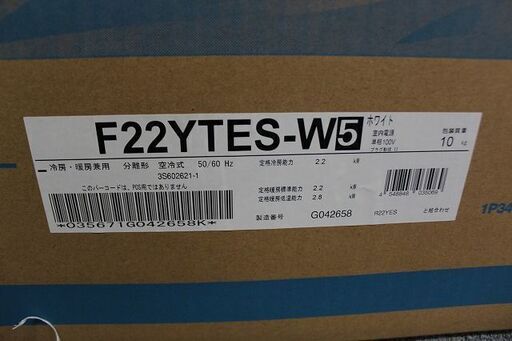 F22YTES-W5
ホワイト
室内電源
単相100V
包装質量
10 kg
冷房・暖房兼用 分離形 空冷式 50/60 Hz
3S602621-1
定格冷房能力 2.2 kW
このバーコードは、POS用ではありません。
定格暖房標準能力 2.2 kW
定格暖房低温能力 2.8 kW
製造番号 G042658
R22YES と組合わせ
*035671G042658K*
1P34